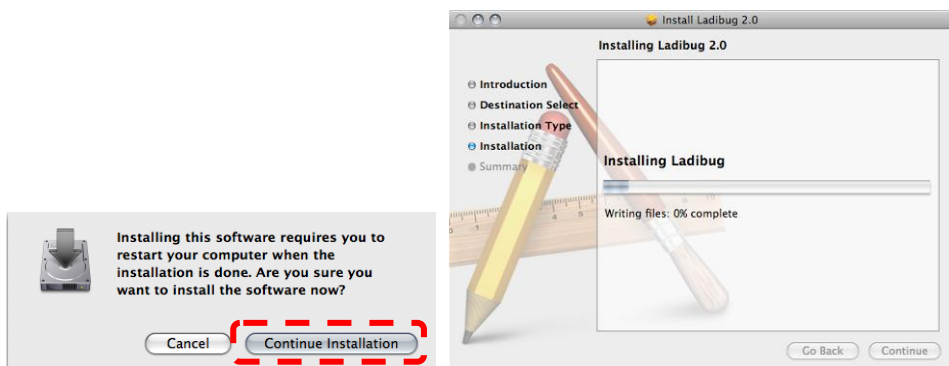 Installing this software requires you to
restart your computer when the
installation is done. Are you sure you
want to install the software now?
Cancel
Continue Installation
Install Ladibug 2.0
Installing Ladibug 2.0
Introduction
Destination Select
Installation Type
Installation
Summary
Installing Ladibug
Writing files: 0% complete
Go Back
Continue